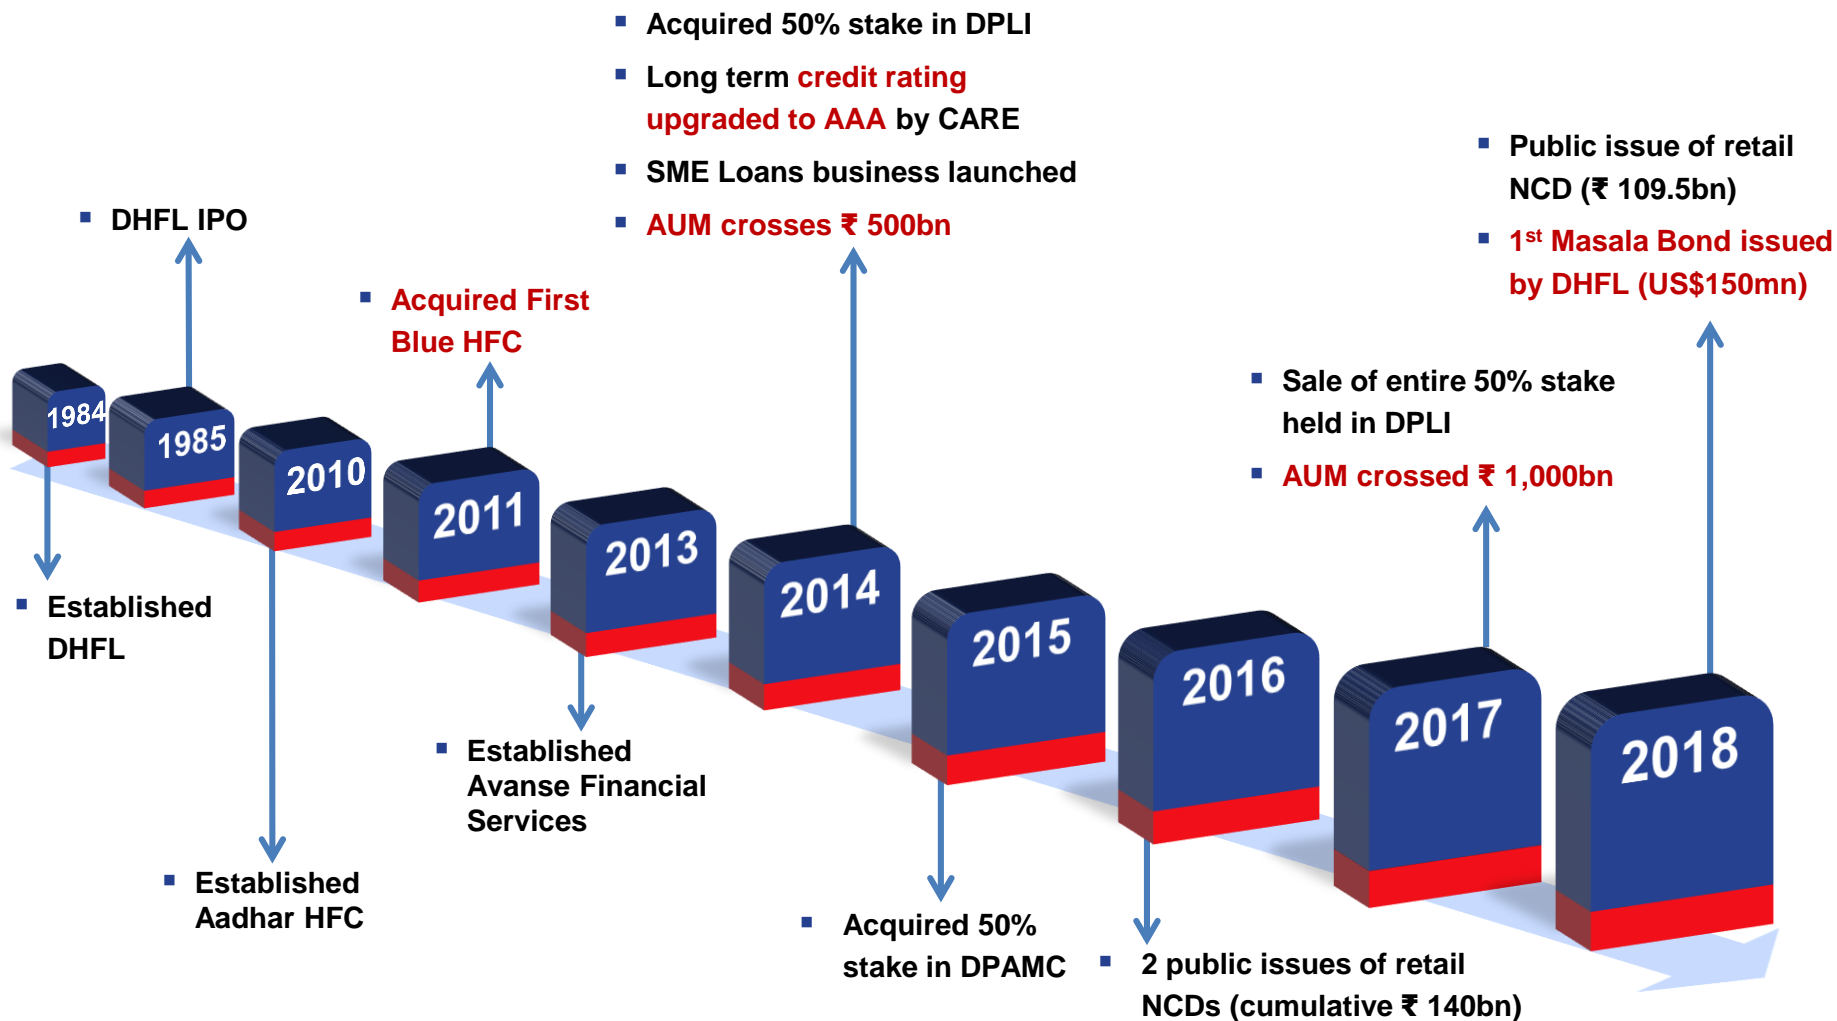 Acquired 50% stake in DPLI
Long term credit rating
upgraded to AAA by CARE
SME Loans business launched
AUM crosses ₹ 500bn
Public issue of retail
NCD (₹ 109.5bn)
1st Masala Bond issued
by DHFL (US$150mn)
DHFL IPO
Acquired First
Blue HFC
Sale of entire 50% stake
held in DPLI
AUM crossed ₹ 1,000bn
1984
1985
2010
2011
2013
2014
2015
2016
2017
2018
Established
DHFL
Established
Aadhar HFC
Established
Avanse Financial
Services
Acquired 50%
stake in DPAMC
2 public issues of retail
NCDs (cumulative ₹ 140bn)